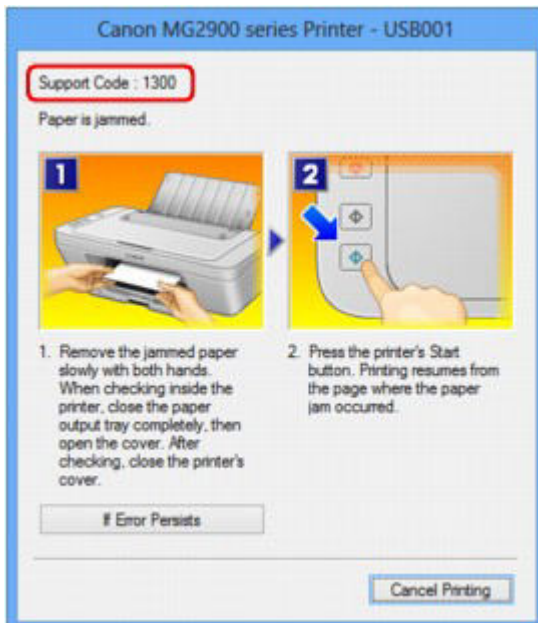 Canon MG2900 series Printer - USB001
Support Code : 1300
Paper is jammed.
1
2
1. Remove the jammed paper
slowly with both hands.
When checking inside the
printer, close the paper
output tray completely, then
open the cover. After
checking, close the printer's
cover.
2. Press the printer's Start
button. Printing resumes from
the page where the paper
jam occurred.
If Error Persists
Cancel Printing